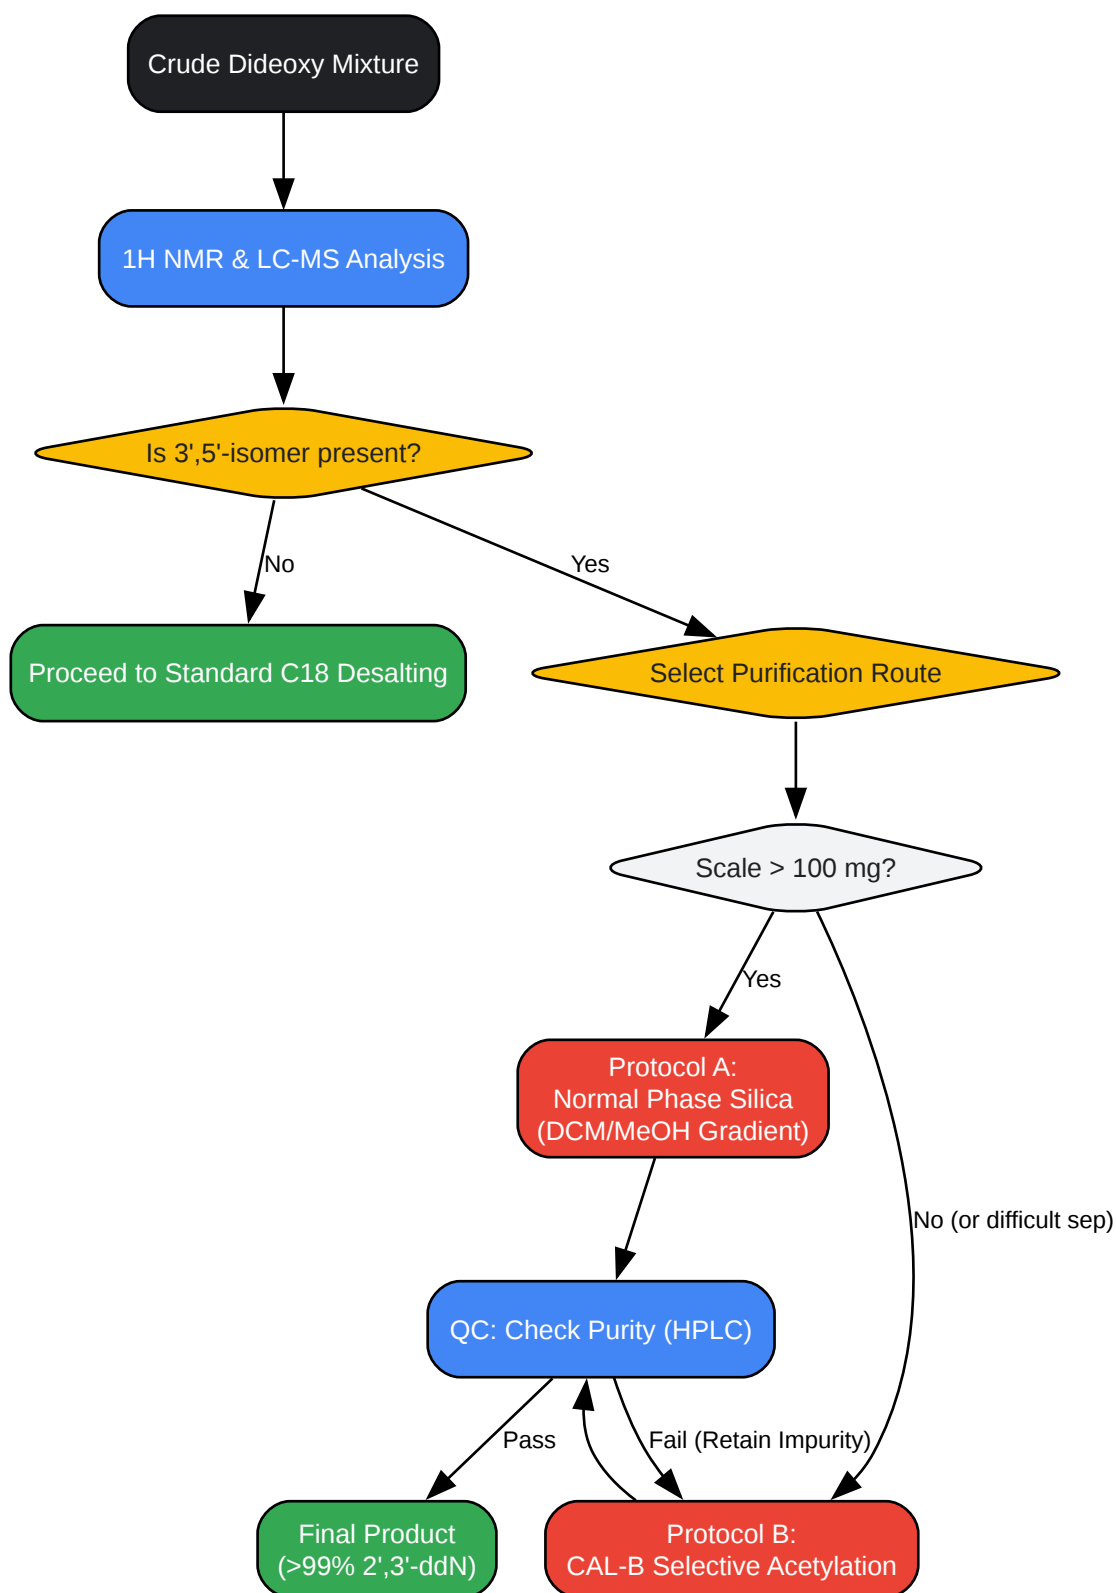 Crude Dideoxy Mixture
1H NMR & LC-MS Analysis
Is 3',5'-isomer present?
No
Yes
Proceed to Standard C18 Desalting
Select Purification Route
Scale > 100 mg?
Yes
Protocol A:
Normal Phase Silica
(DCM/MeOH Gradient)
No (or difficult sep)
QC: Check Purity (HPLC)
Pass
Fail (Retain Impurity)
Final Product
(>99% 2',3'-ddN)
Protocol B:
CAL-B Selective Acetylation